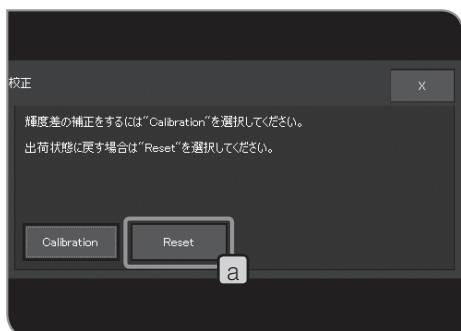 校正
X
輝度差の補正をするには"Calibration"を選択してください。
出荷状態に戻す場合は"Reset"を選択してください。
Calibration
Reset
a